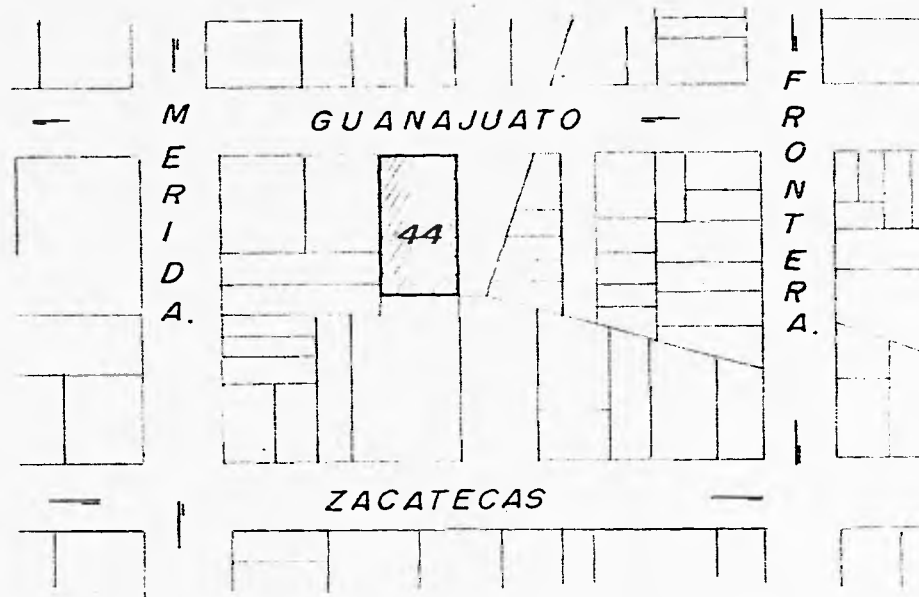 GUANAJUATO
MERIDA.
FRONTERA.
44
ZACATECAS